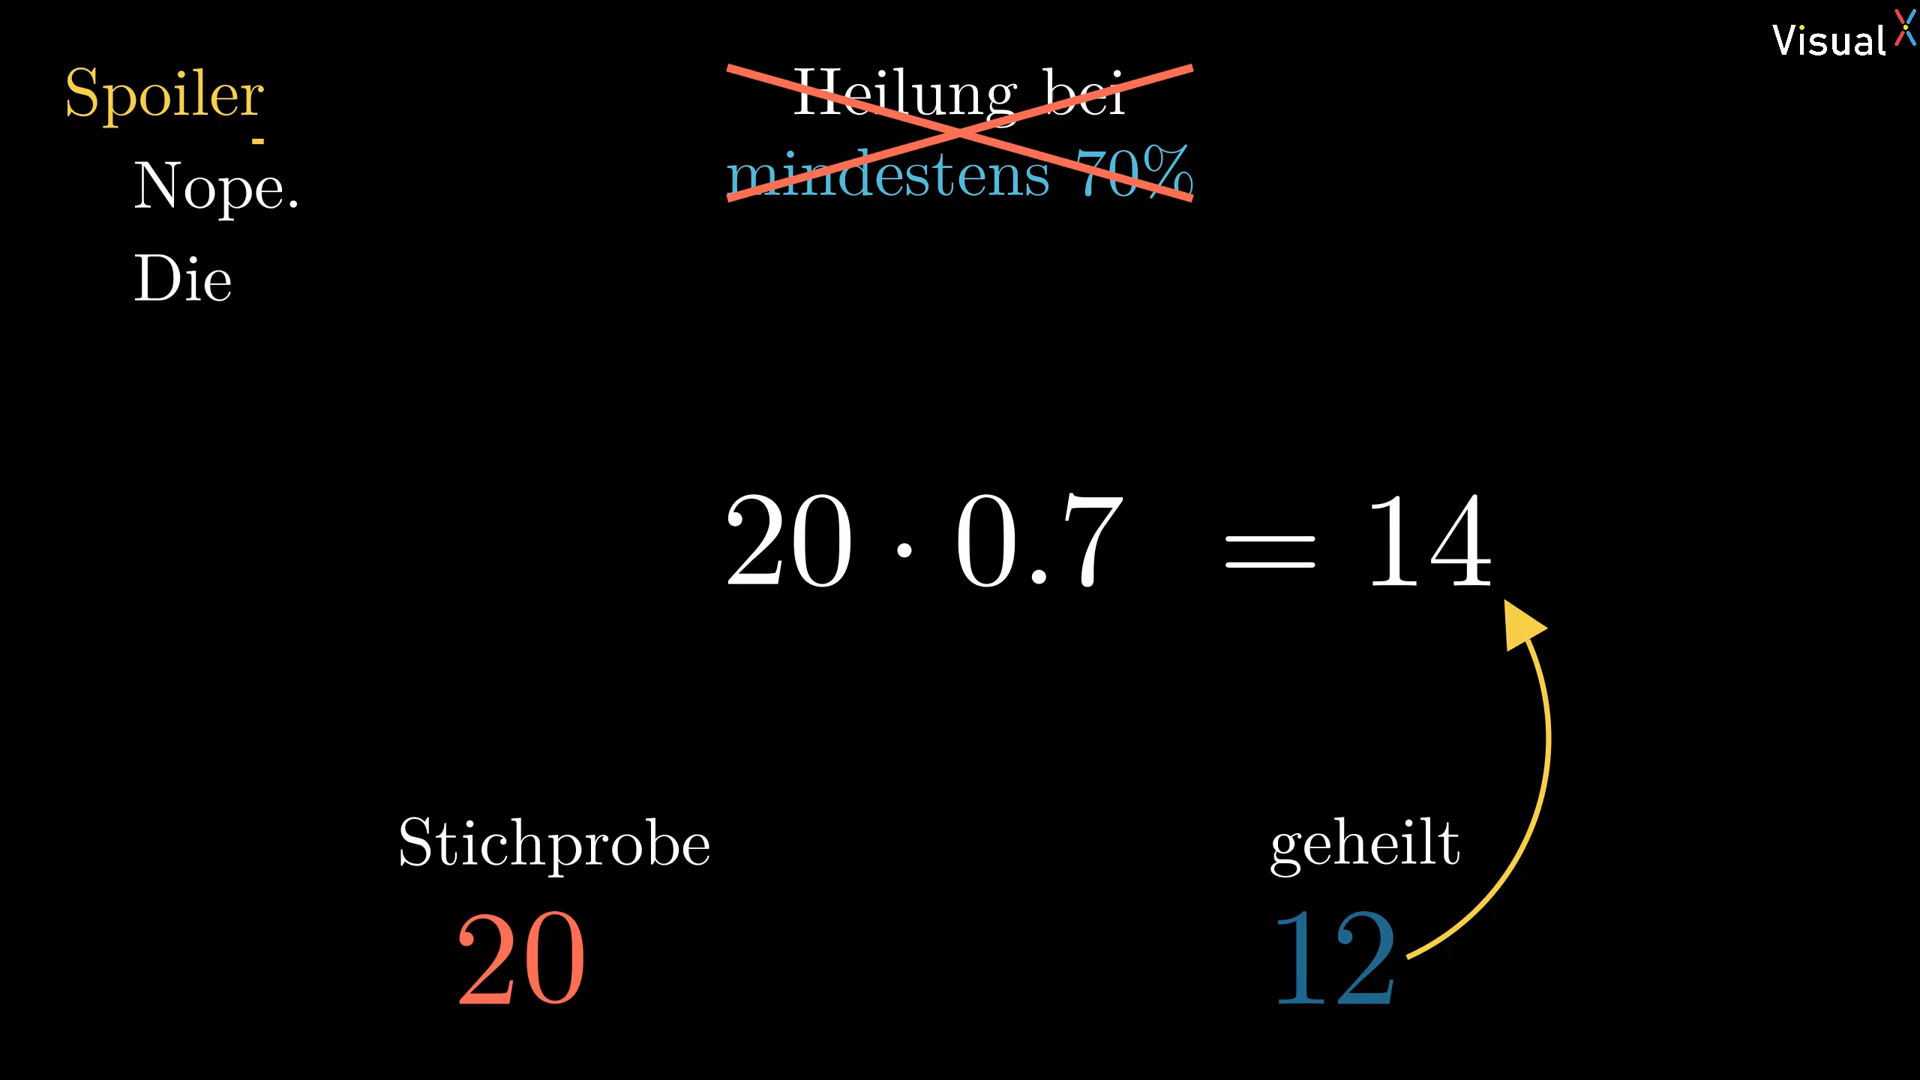 Visual X
Spoiler
Nope.
Die
Heilung bei
mindestens 70%
20 · 0.7 = 14
Stichprobe
20
geheilt
12